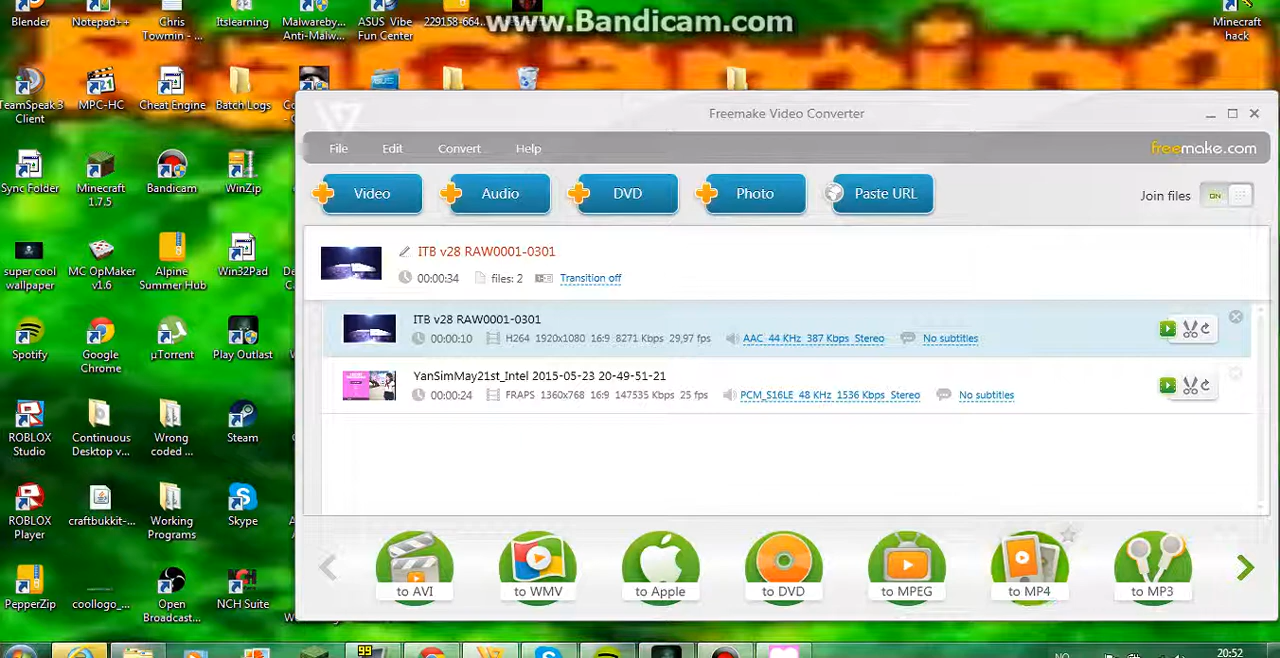 www.Bandicam.com
Blender
Notepad++
Chris
Towmin - ...
Itslearning
Malwareby...
Anti-Malw...
ASUS Vibe
Fun Center
229158-664...
Minecraft
hack
TeamSpeak 3
Client
MPC-HC
Cheat Engine
Batch Logs
Freemake Video Converter
File
Edit
Convert
Help
freemake.com
Video
Audio
DVD
Photo
Paste URL
Join files
ON
Sync Folder
Minecraft
1.7.5
Bandicam
WinZip
ITB v28 RAW0001-0301
00:00:34
files: 2
Transition off
super cool
wallpaper
MC OpMaker
v1.6
Alpine
Summer Hub
Win32Pad
ITB v28 RAW0001-0301
00:00:10
H264 1920x1080 16:9 8271 Kbps 29,97 fps
AAC 44 KHz 387 Kbps Stereo
No subtitles
Spotify
Google
Chrome
µTorrent
Play Outlast
YanSimMay21st_Intel 2015-05-23 20-49-51-21
00:00:24
FRAPS 1360x768 16:9 147535 Kbps 25 fps
PCM_S16LE 48 KHz 1536 Kbps Stereo
No subtitles
ROBLOX
Studio
Continuous
Desktop v...
Wrong
coded ...
Steam
ROBLOX
Player
craftbukkit-...
Working
Programs
Skype
PepperZip
coollogo_...
Open
Broadcast...
NCH Suite
to AVI
to WMV
to Apple
to DVD
to MPEG
to MP4
to MP3
99
NO
20:52